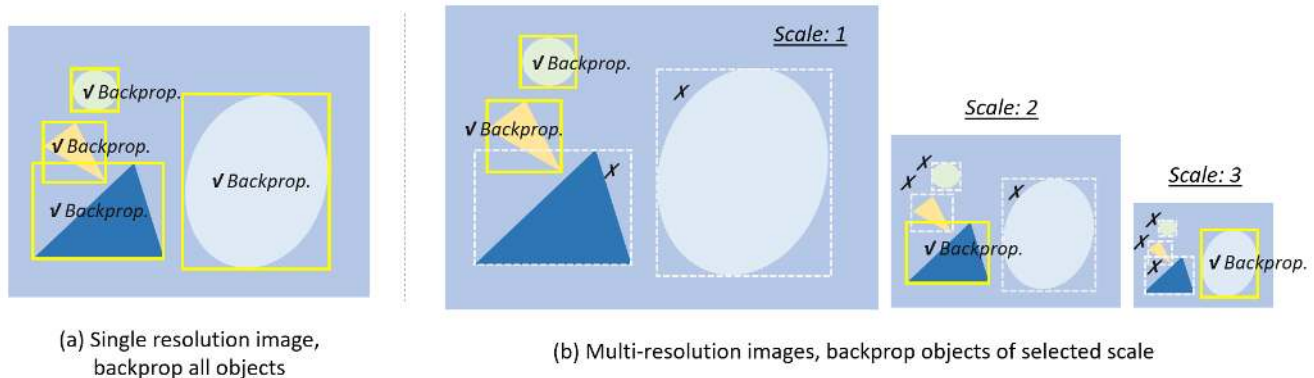 √ Backprop.
√ Backprop.
√ Backprop.
√ Backprop.
(a) Single resolution image,
backprop all objects
Scale: 1
√ Backprop.
✗
√ Backprop.
✗
Scale: 2
✗
✗
✗
√ Backprop.
Scale: 3
✗
✗
✗
√ Backprop.
(b) Multi-resolution images, backprop objects of selected scale